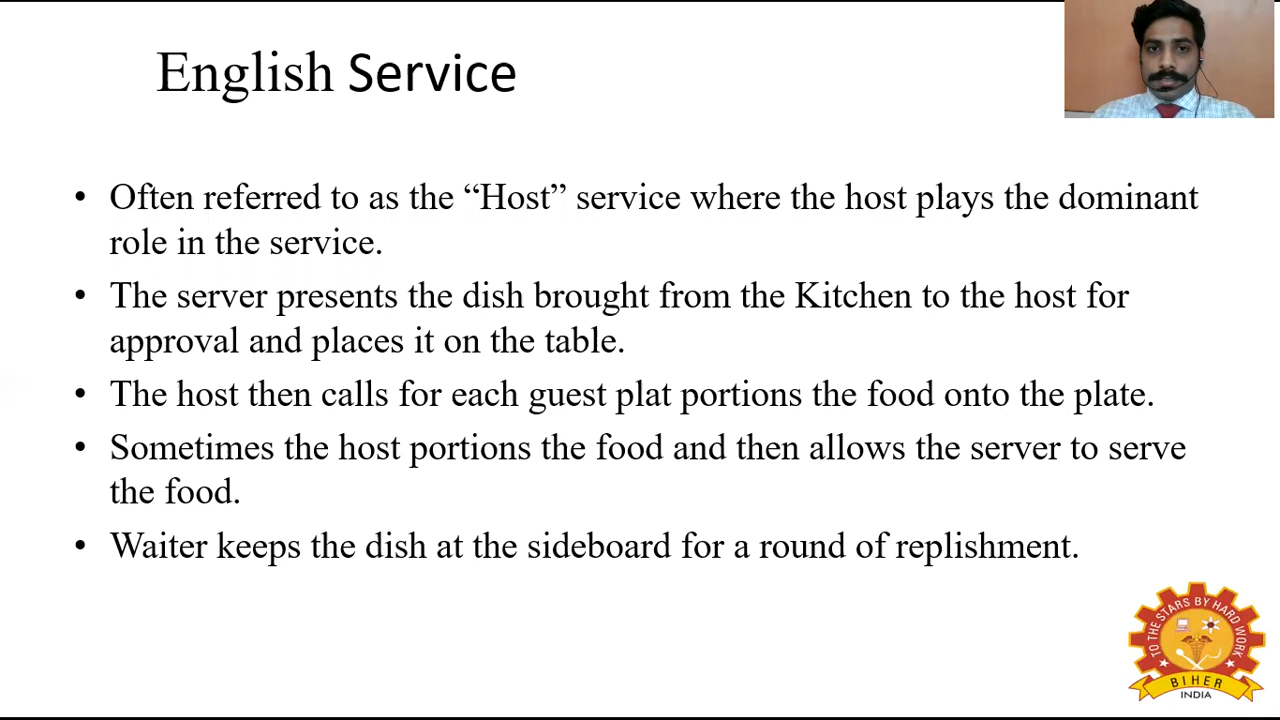 English Service
• Often referred to as the “Host” service where the host plays the dominant
role in the service.
• The server presents the dish brought from the Kitchen to the host for
approval and places it on the table.
• The host then calls for each guest plat portions the food onto the plate.
• Sometimes the host portions the food and then allows the server to serve
the food.
• Waiter keeps the dish at the sideboard for a round of replishment.
TO THE STARS BY HARD WORK
BIHER
INDIA